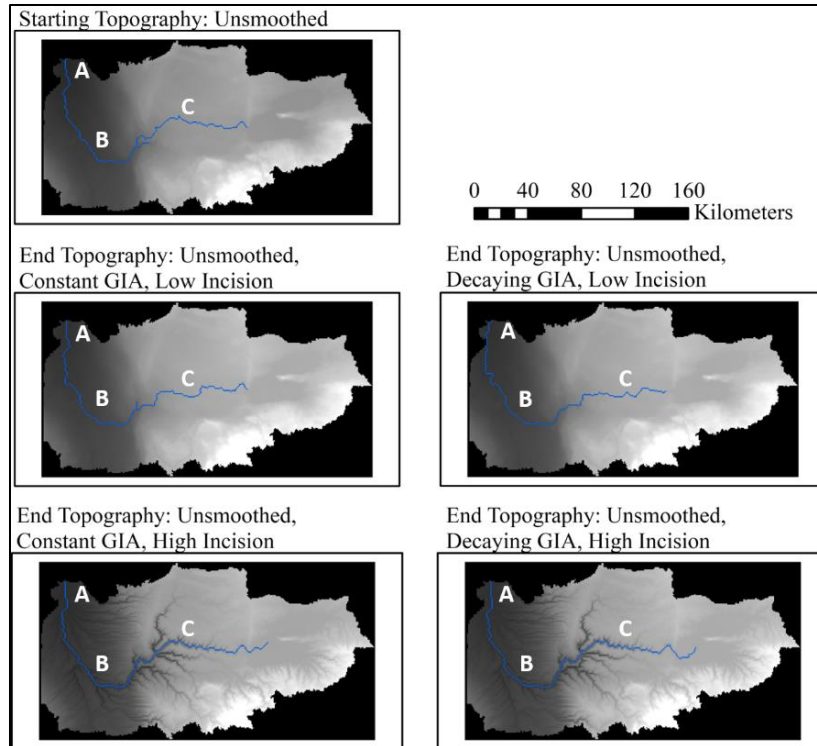 Starting Topography: Unsmoothed
A
C
B
0 40 80 120 160
Kilometers
End Topography: Unsmoothed,
Constant GIA, Low Incision
A
C
B
End Topography: Unsmoothed,
Decaying GIA, Low Incision
A
C
B
End Topography: Unsmoothed,
Constant GIA, High Incision
A
C
B
End Topography: Unsmoothed,
Decaying GIA, High Incision
A
C
B